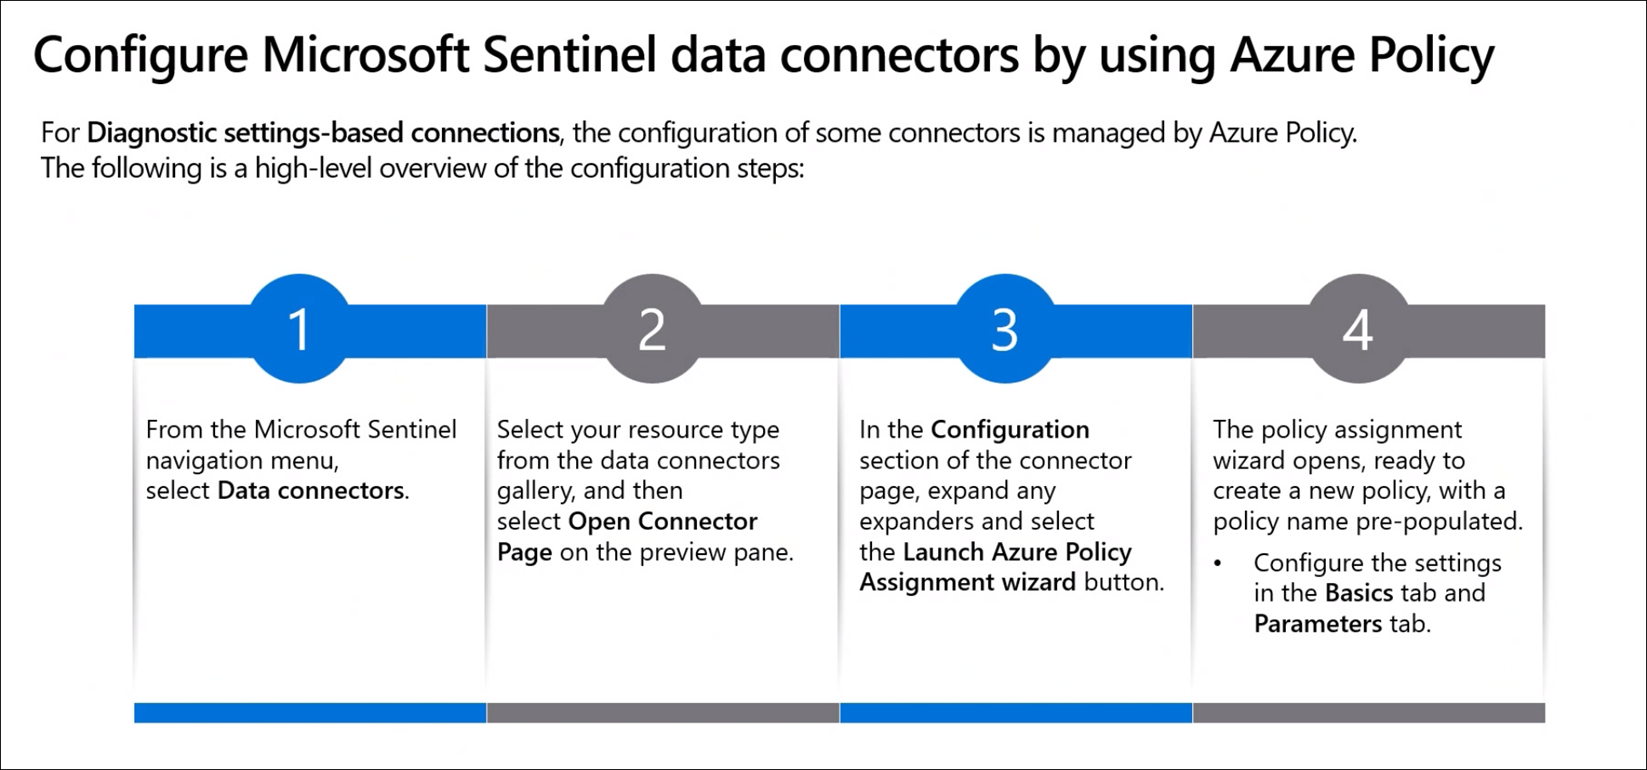 Configure Microsoft Sentinel data connectors by using Azure Policy
For Diagnostic settings-based connections, the configuration of some connectors is managed by Azure Policy.
The following is a high-level overview of the configuration steps:
1
From the Microsoft Sentinel
navigation menu,
select Data connectors.
2
Select your resource type
from the data connectors
gallery, and then
select Open Connector
Page on the preview pane.
3
In the Configuration
section of the connector
page, expand any
expanders and select
the Launch Azure Policy
Assignment wizard button.
4
The policy assignment
wizard opens, ready to
create a new policy, with a
policy name pre-populated.
• Configure the settings
in the Basics tab and
Parameters tab.